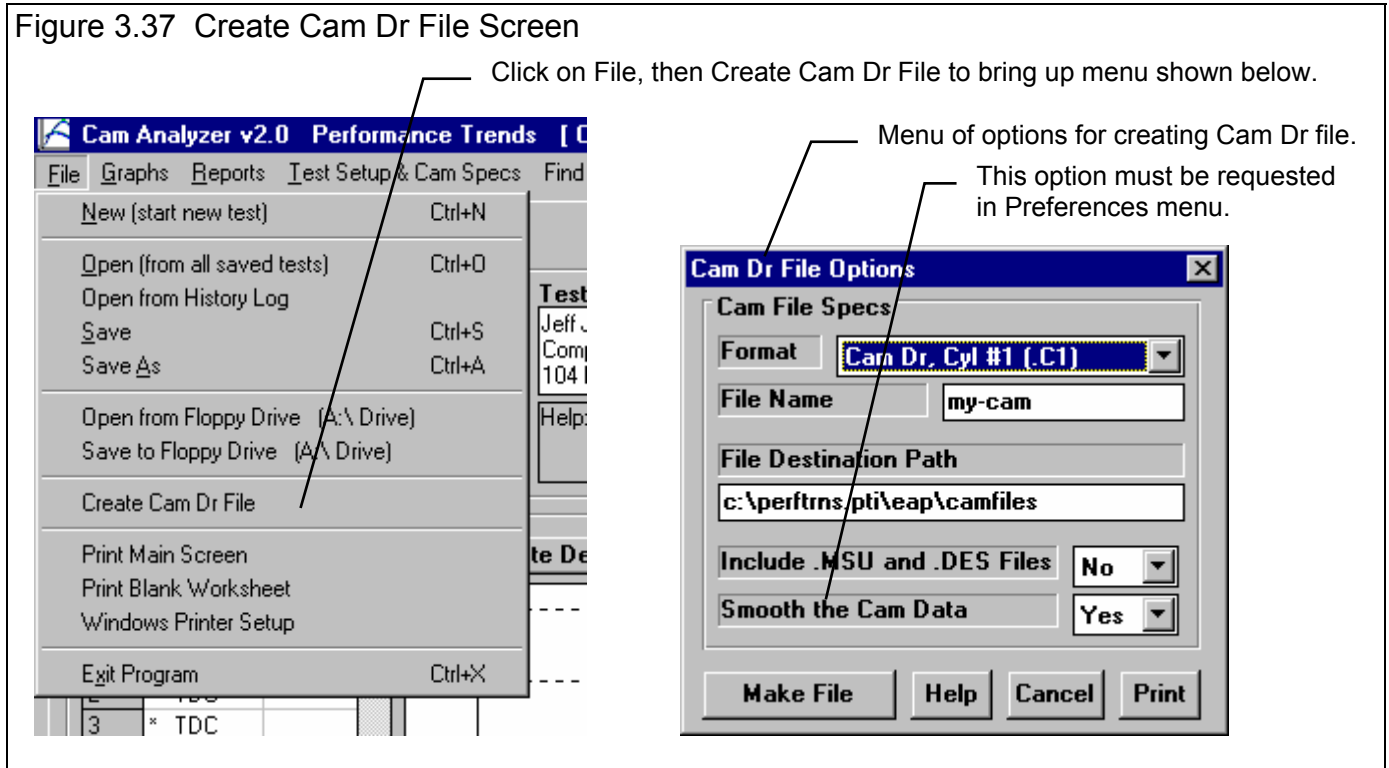 Figure 3.37 Create Cam Dr File Screen
Click on File, then Create Cam Dr File to bring up menu shown below.
Menu of options for creating Cam Dr file.
This option must be requested
in Preferences menu.
Cam Analyzer v2.0 Performance Trends [ C
File Graphs Reports Test Setup & Cam Specs Find
New (start new test) Ctrl+N
Open (from all saved tests) Ctrl+O
Open from History Log
Save Ctrl+S
Save As Ctrl+A
Open from Floppy Drive (A:\ Drive)
Save to Floppy Drive (A:\ Drive)
Create Cam Dr File
Print Main Screen
Print Blank Worksheet
Windows Printer Setup
Exit Program Ctrl+X
Test
Jeff J
Comp
104
Help:
te De
2 TDC
3 * TDC
Cam Dr File Options
Cam File Specs
Format Cam Dr, Cyl #1 (.C1)
File Name my-cam
File Destination Path
c:\perftrns.pti\eap\camfiles
Include .MSU and .DES Files No
Smooth the Cam Data Yes
Make File Help Cancel Print